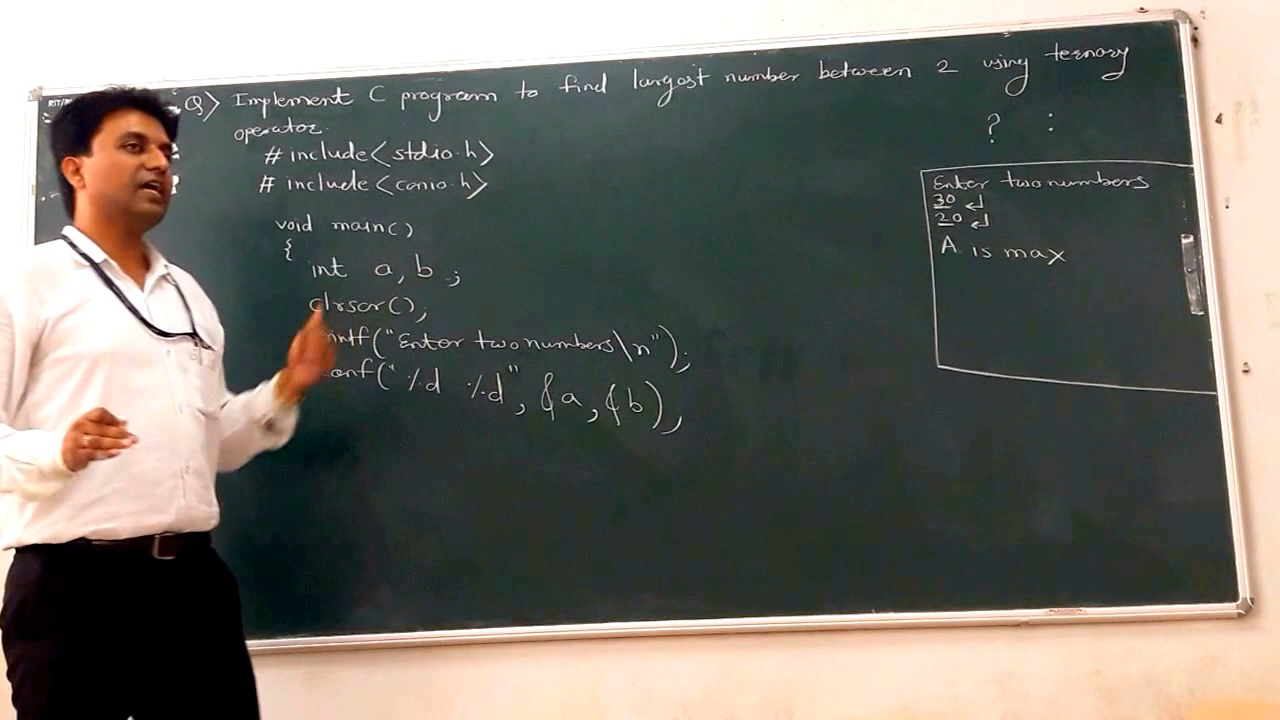 Q) Implement C program to find largest number between 2 using ternary
operator.
? :
#include<stdio.h>
#include<conio.h>
void main()
{
int a, b ;
clrscr();
printf("Enter two numbers\n");
scanf("%d %d", &a, &b);
Enter two numbers
30 ↵
20 ↵
A is max